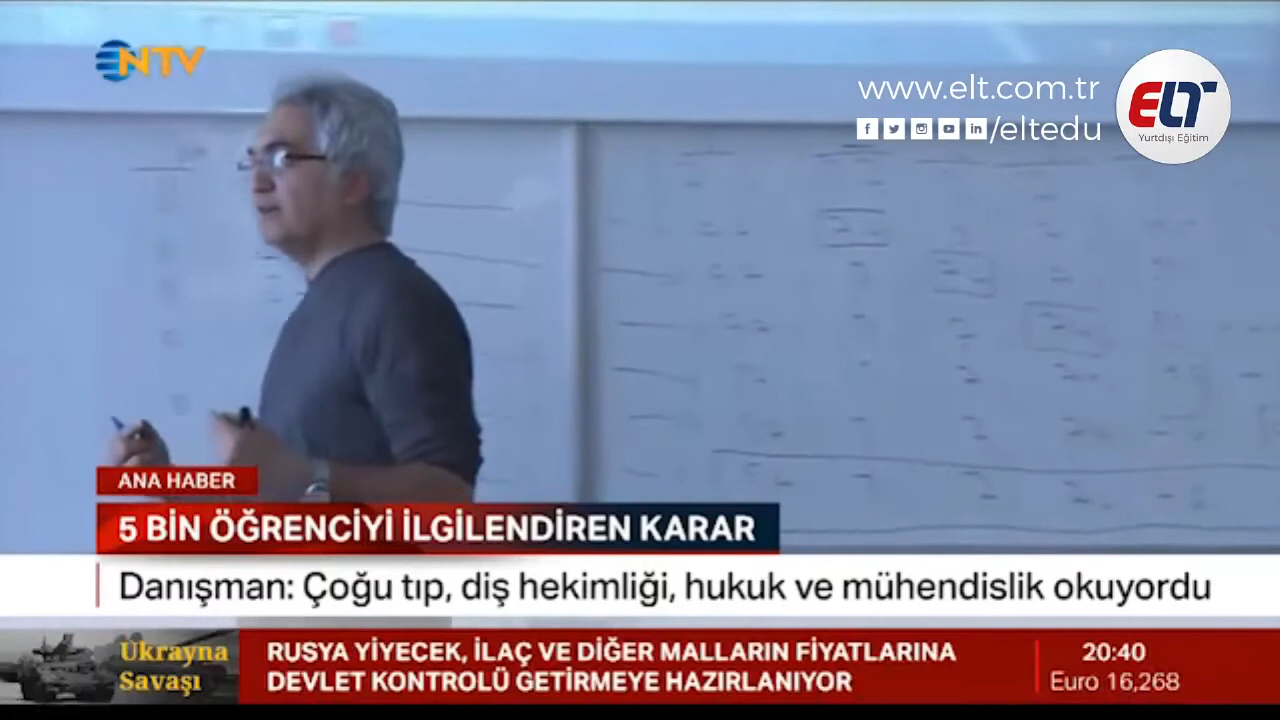 NTV
www.elt.com.tr
/eltedu
ELT
Yurtdışı Eğitim
ANA HABER
5 BİN ÖĞRENCİYİ İLGİLENDİREN KARAR
Danışman: Çoğu tıp, diş hekimliği, hukuk ve mühendislik okuyordu
Ukrayna
Savaşı
RUSYA YİYECEK, İLAÇ VE DİĞER MALLARIN FİYATLARINA
DEVLET KONTROLÜ GETİRMEYE HAZIRLANIYOR
20:40
Euro 16,268